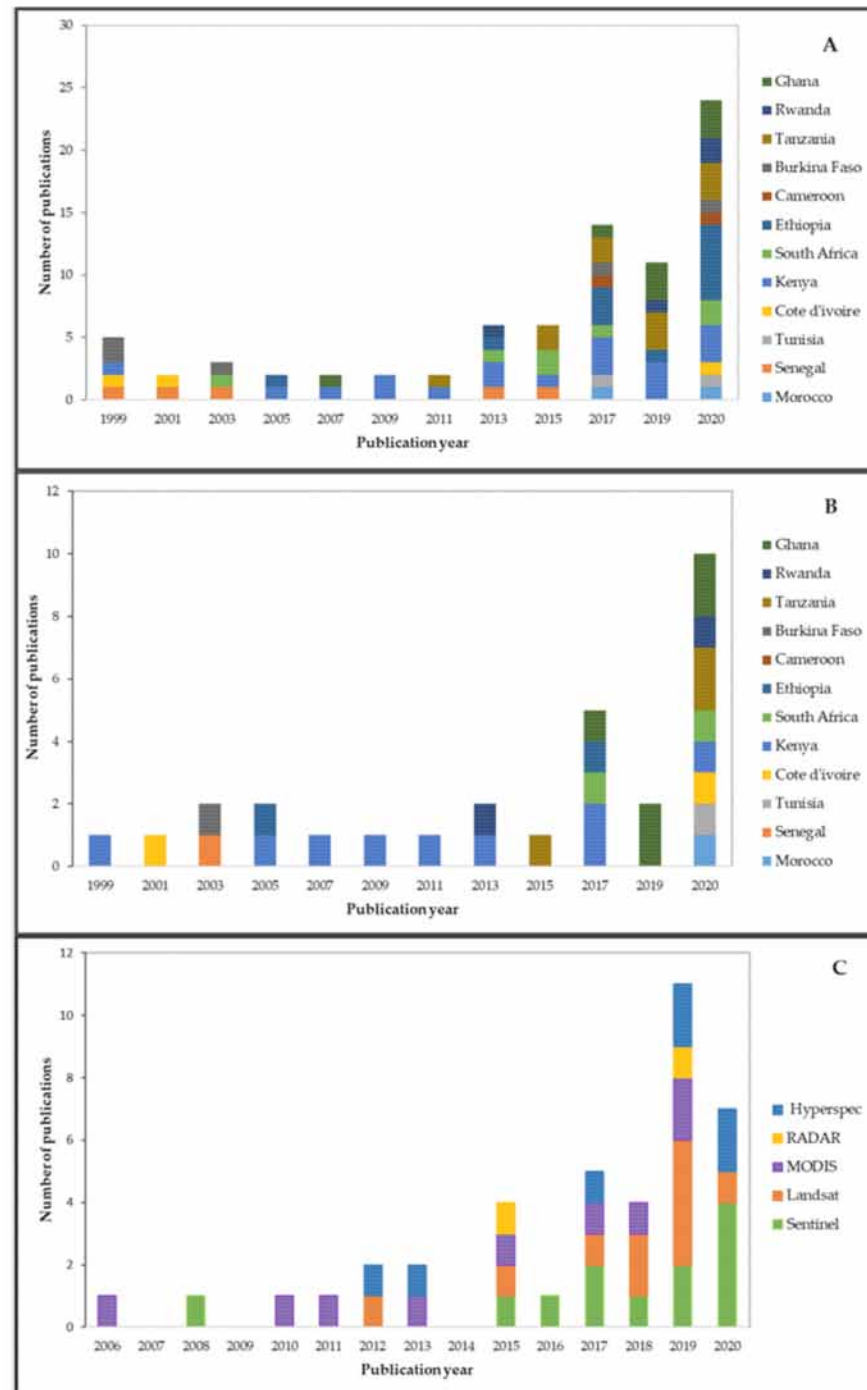 A
30
25
20
15
10
5
0
Number of publications
1999 2001 2003 2005 2007 2009 2011 2013 2015 2017 2019 2020
Publication year
Ghana
Rwanda
Tanzania
Burkina Faso
Cameroon
Ethiopia
South Africa
Kenya
Cote d'ivoire
Tunisia
Senegal
Morocco
B
12
10
8
6
4
2
0
Number of publications
1999 2001 2003 2005 2007 2009 2011 2013 2015 2017 2019 2020
Publication year
Ghana
Rwanda
Tanzania
Burkina Faso
Cameroon
Ethiopia
South Africa
Kenya
Cote d'ivoire
Tunisia
Senegal
Morocco
C
12
10
8
6
4
2
0
Number of publications
2006 2007 2008 2009 2010 2011 2012 2013 2014 2015 2016 2017 2018 2019 2020
Publication year
Hyperspec
RADAR
MODIS
Landsat
Sentinel